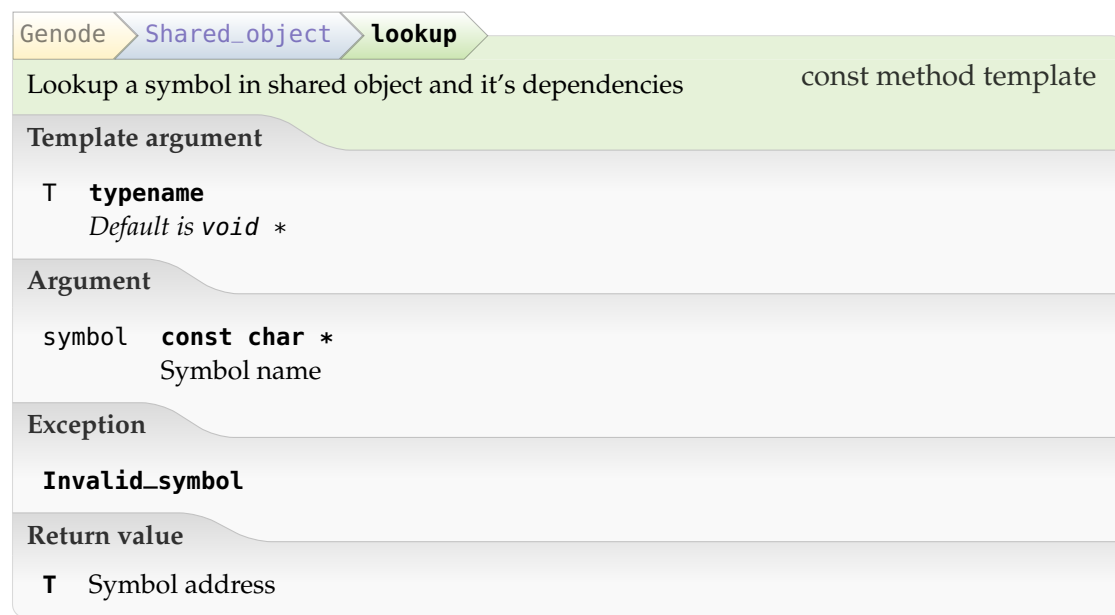 Genode Shared_object lookup
Lookup a symbol in shared object and it's dependencies const method template
Template argument
T typename
Default is void *
Argument
symbol const char *
Symbol name
Exception
Invalid_symbol
Return value
T Symbol address